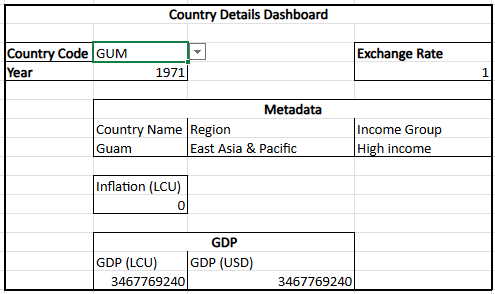 Country Details Dashboard
Country Code GUM Exchange Rate
Year 1971 1
Metadata
Country Name Region Income Group
Guam East Asia & Pacific High income
Inflation (LCU)
0
GDP
GDP (LCU) GDP (USD)
3467769240 3467769240